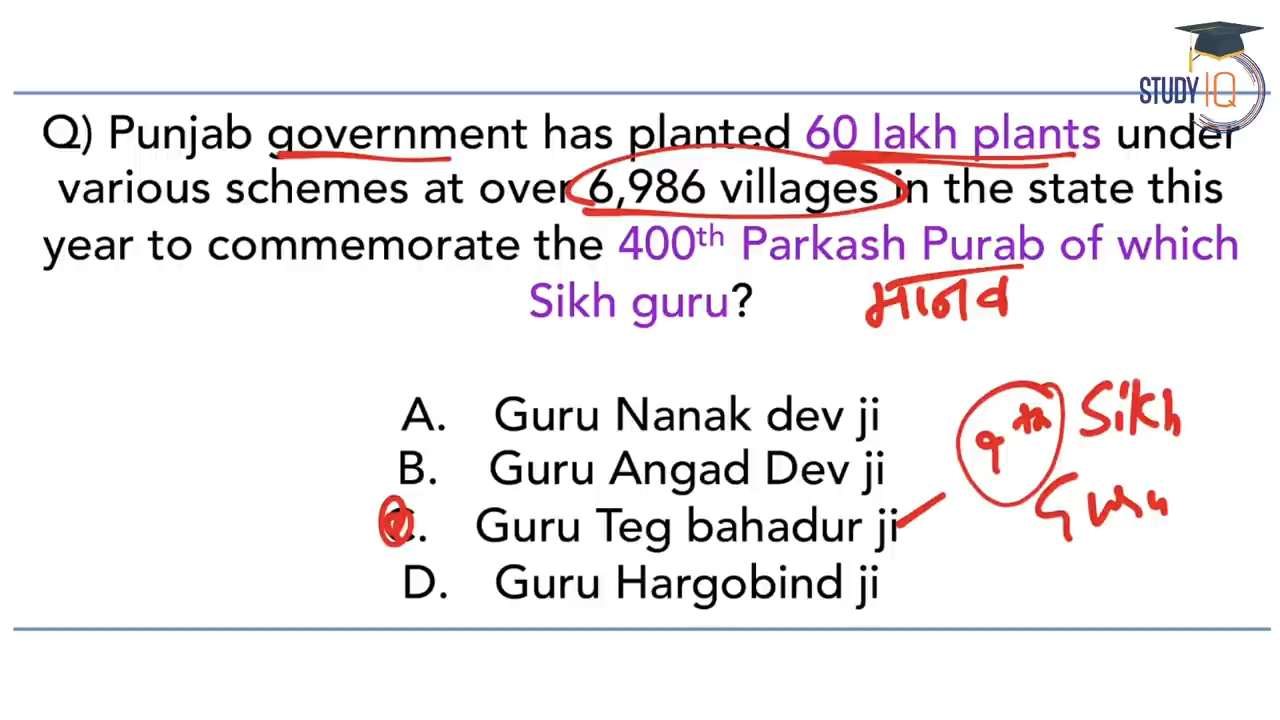 STUDY IQ
Q) Punjab government has planted 60 lakh plants under
various schemes at over 6,986 villages in the state this
year to commemorate the 400th Parkash Purab of which
Sikh guru?
मानव
A. Guru Nanak dev ji
B. Guru Angad Dev ji
C. Guru Teg bahadur ji
D. Guru Hargobind ji
9th Sikh
Guru